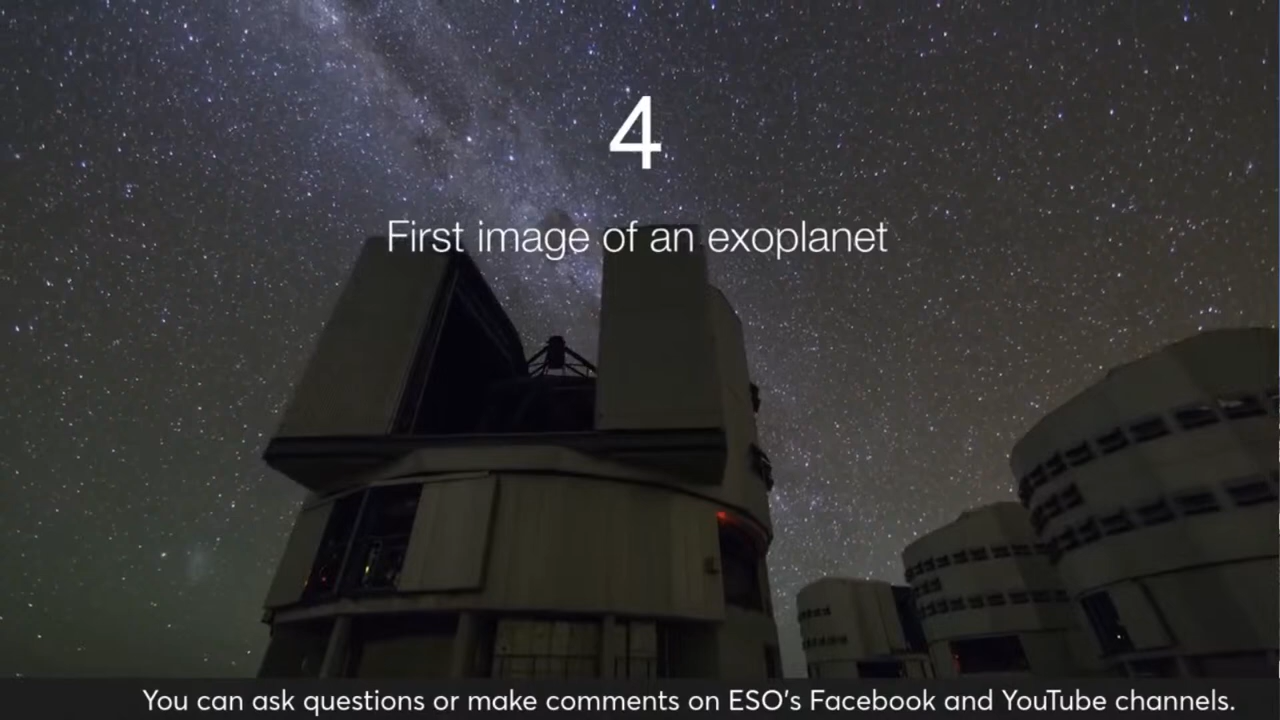 4
First image of an exoplanet
You can ask questions or make comments on ESO's Facebook and YouTube channels.